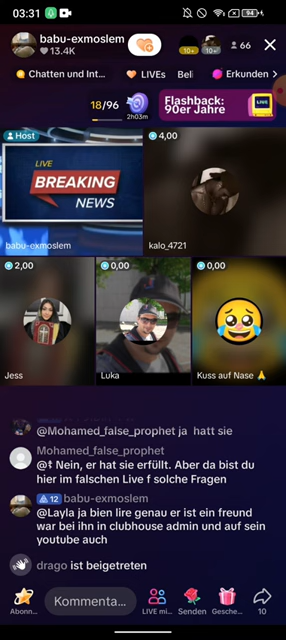 03:31
94
babu-exmoslem
13.4K
10+
10+
66
Chatten und Int...
LIVEs
Beli
Erkunden
18/96
2h03m
Flashback:
90er Jahre
LIVE
Host
LIVE
BREAKING
NEWS
babu-exmoslem
4,00
kalo_4721
2,00
Jess
0,00
Luka
0,00
Kuss auf Nase 🙏
@Mohamed_false_prophet ja hatt sie
Mohamed_false_prophet
Nein, er hat sie erfüllt. Aber da bist du
hier im falschen Live f solche Fragen
12 babu-exmoslem
@Layla ja bien lire genau er ist ein freund
war bei ihn in clubhouse admin und auf sein
youtube auch
drago ist beigetreten
Kommenta...
Abonn...
LIVE mi...
Senden
Gesche...
10